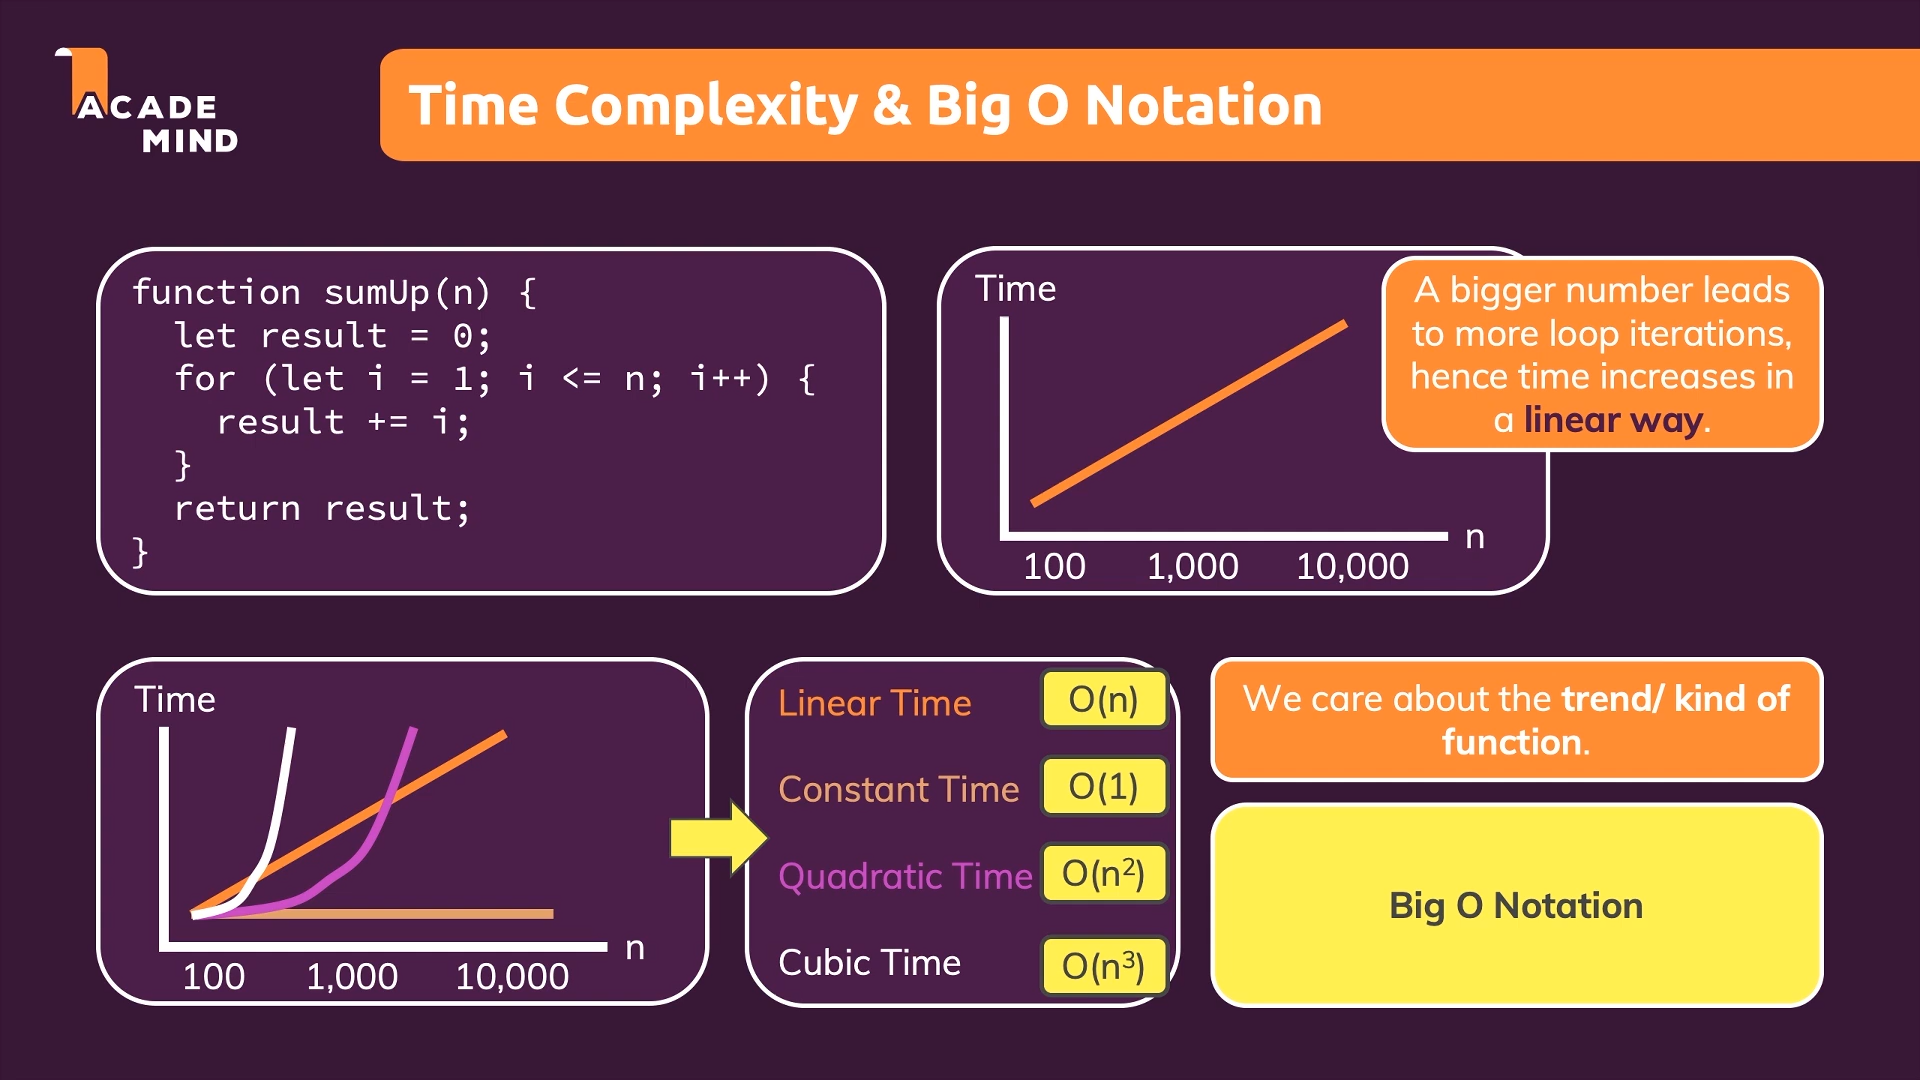 ACADE
MIND
Time Complexity & Big O Notation
function sumUp(n) {
  let result = 0;
  for (let i = 1; i <= n; i++) {
    result += i;
  }
  return result;
}
Time
n
100 1,000 10,000
A bigger number leads
to more loop iterations,
hence time increases in
a linear way.
Time
n
100 1,000 10,000
Linear Time O(n)
Constant Time O(1)
Quadratic Time O(n²)
Cubic Time O(n³)
We care about the trend/ kind of
function.
Big O Notation